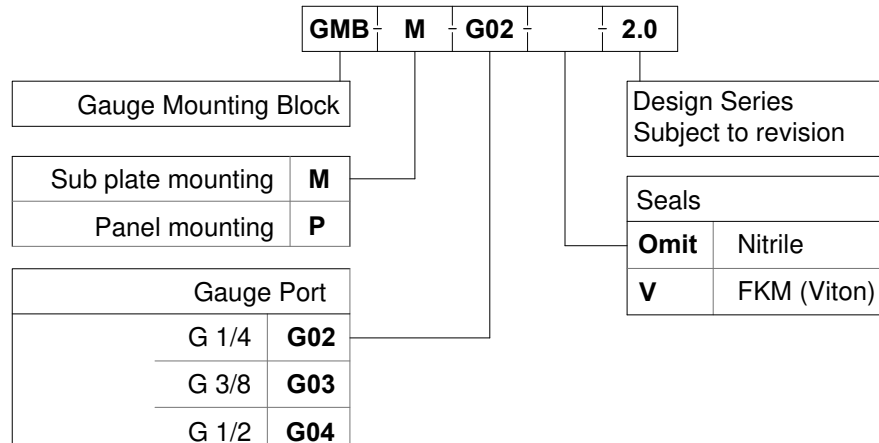 GMB - M - G02 - - 2.0
Gauge Mounting Block
Design Series
Subject to revision
Sub plate mounting M
Panel mounting P
Seals
Omit Nitrile
V FKM (Viton)
Gauge Port
G 1/4 G02
G 3/8 G03
G 1/2 G04